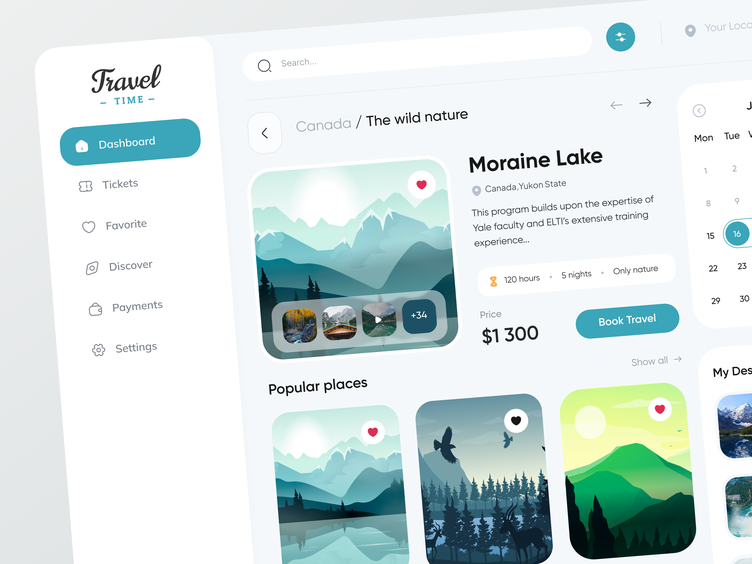 Travel
TIME
Dashboard
Tickets
Favorite
Discover
Payments
Settings
Search...
Your Loca
Canada / The wild nature
+34
Moraine Lake
Canada,Yukon State
This program builds upon the expertise of
Yale faculty and ELTI's extensive training
experience...
120 hours • 5 nights • Only nature
Price
$1 300
Book Travel
Popular places
Show all
J
Mon Tue
1 2
8 9
15 16
22 23
29 30
My Des